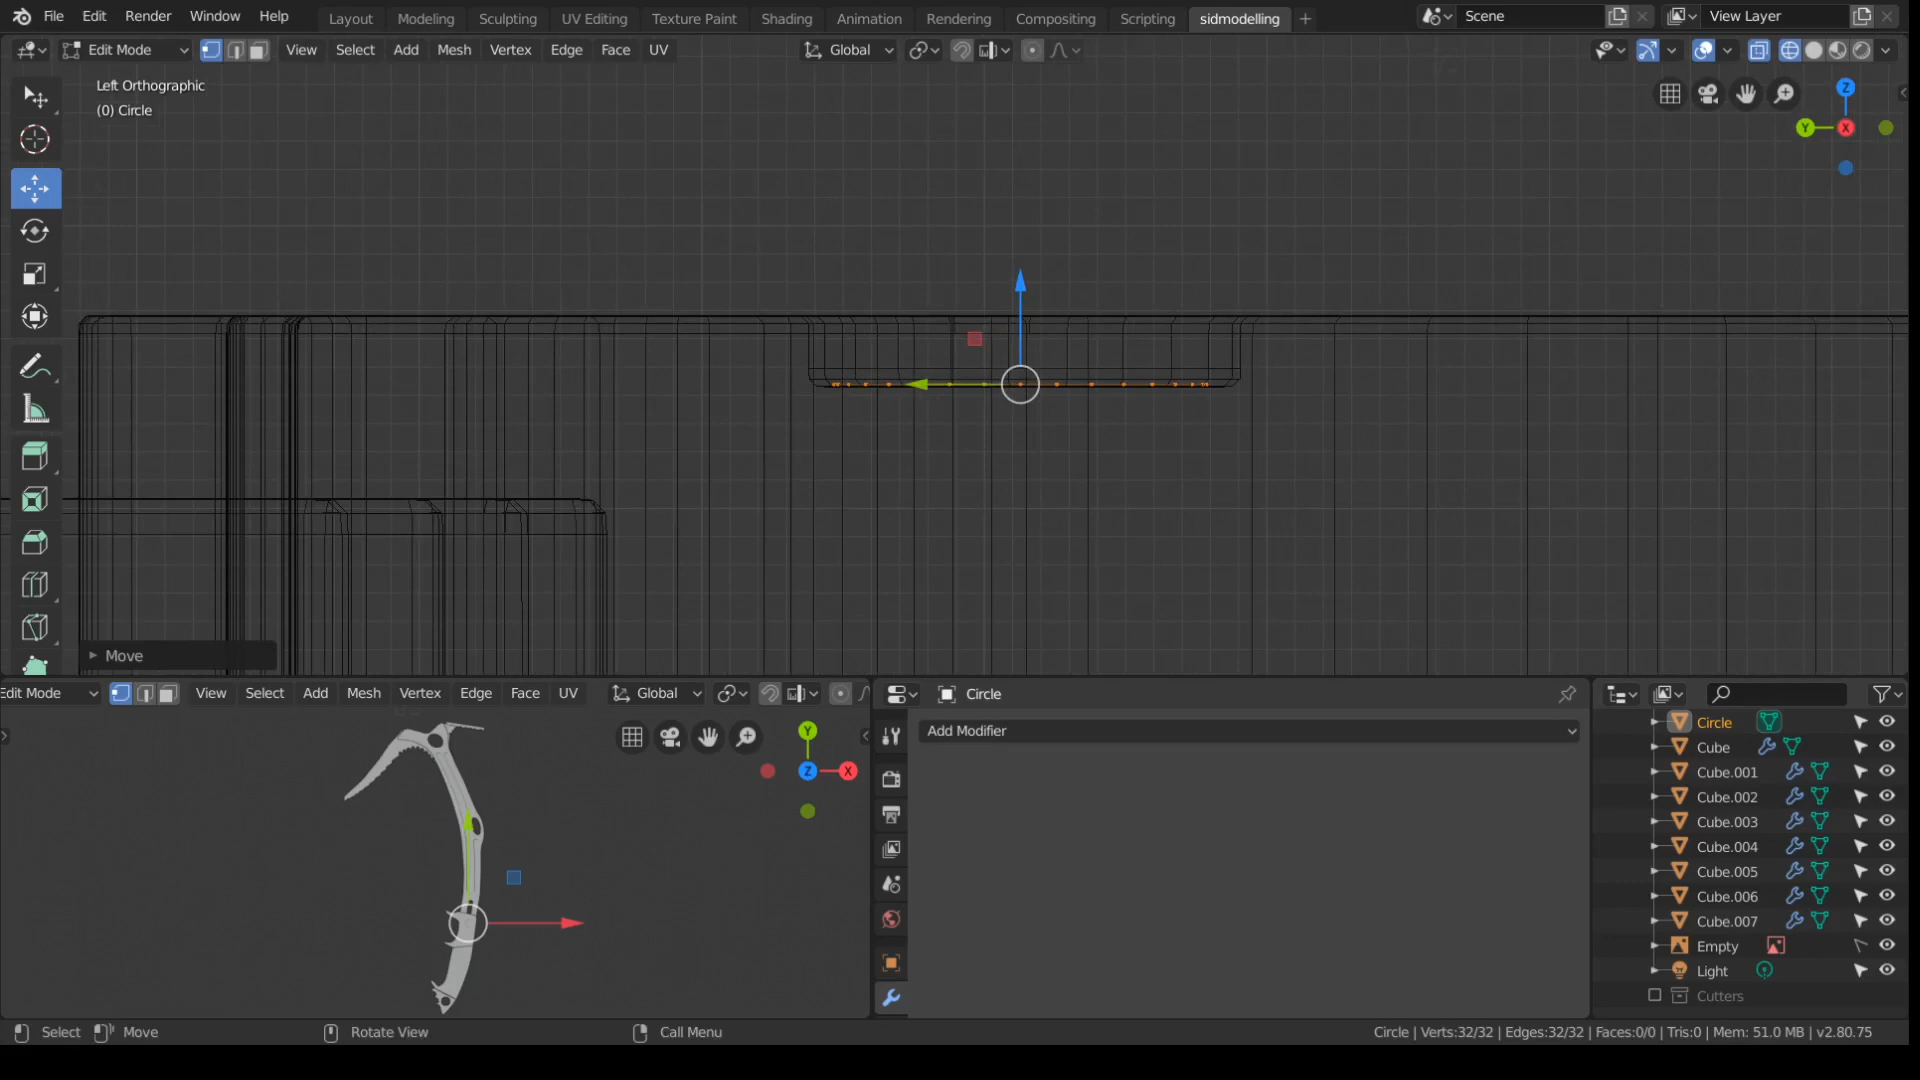 File Edit Render Window Help Layout Modeling Sculpting UV Editing Texture Paint Shading Animation Rendering Compositing Scripting sidmodelling + Scene View Layer
Edit Mode View Select Add Mesh Vertex Edge Face UV Global
Left Orthographic
(0) Circle
Z
Y X
Move
Edit Mode View Select Add Mesh Vertex Edge Face UV Global
Circle
Add Modifier
Y
Z X
Circle
Cube
Cube.001
Cube.002
Cube.003
Cube.004
Cube.005
Cube.006
Cube.007
Empty
Light
Cutters
Select Move Rotate View Call Menu Circle | Verts:32/32 | Edges:32/32 | Faces:0/0 | Tris:0 | Mem: 51.0 MB | v2.80.75